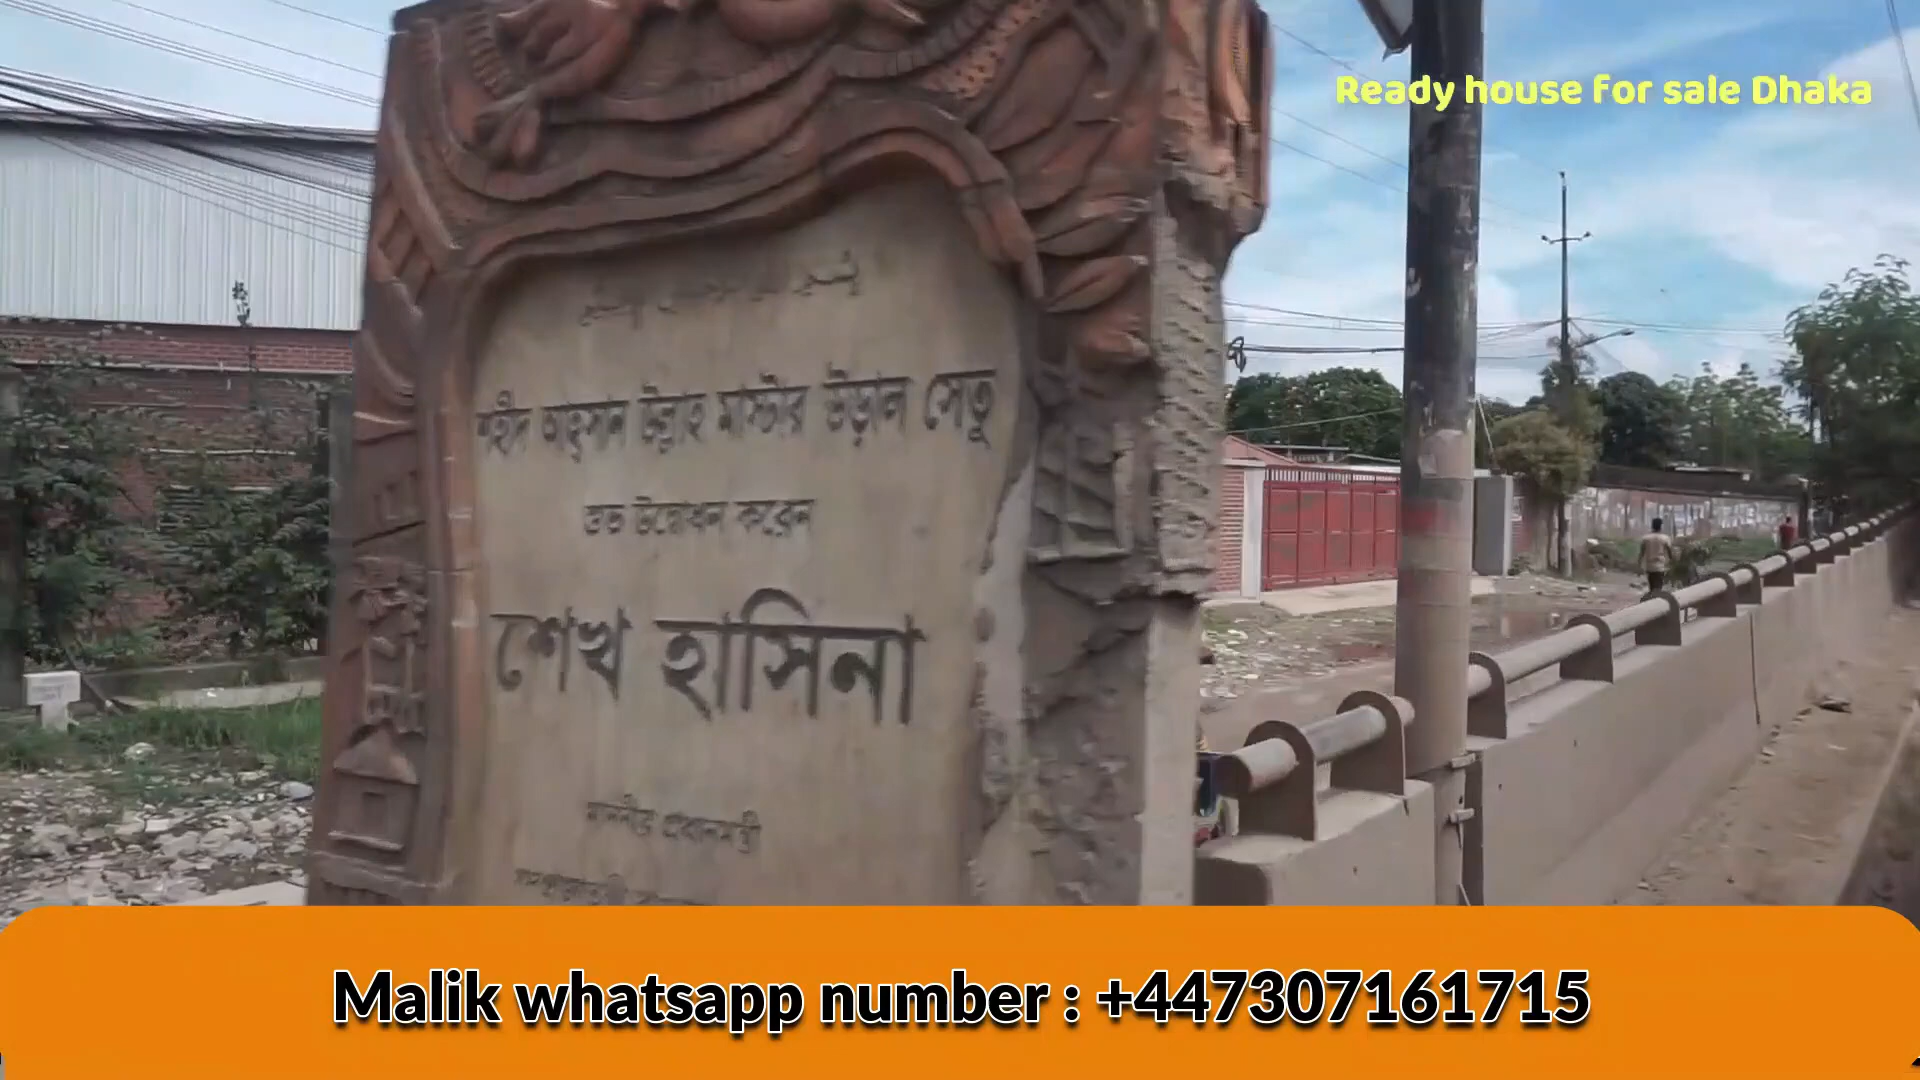 Ready house for sale Dhaka
শহীদ আহসান উল্লাহ মাস্টার উড়াল সেতু
শুভ উদ্বোধন করেন
শেখ হাসিনা
মাননীয় প্রধানমন্ত্রী
Malik whatsapp number : +447307161715